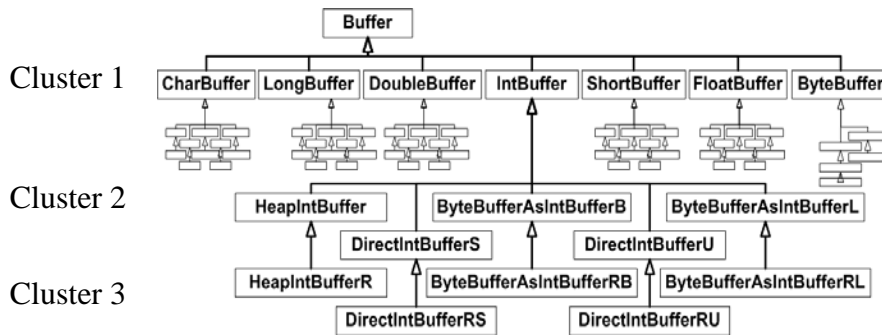 Buffer
Cluster 1
CharBuffer LongBuffer DoubleBuffer IntBuffer ShortBuffer FloatBuffer ByteBuffer
Cluster 2
HeapIntBuffer ByteBufferAsIntBufferB ByteBufferAsIntBufferL
DirectIntBufferS DirectIntBufferU
Cluster 3
HeapIntBufferR ByteBufferAsIntBufferRB ByteBufferAsIntBufferRL
DirectIntBufferRS DirectIntBufferRU